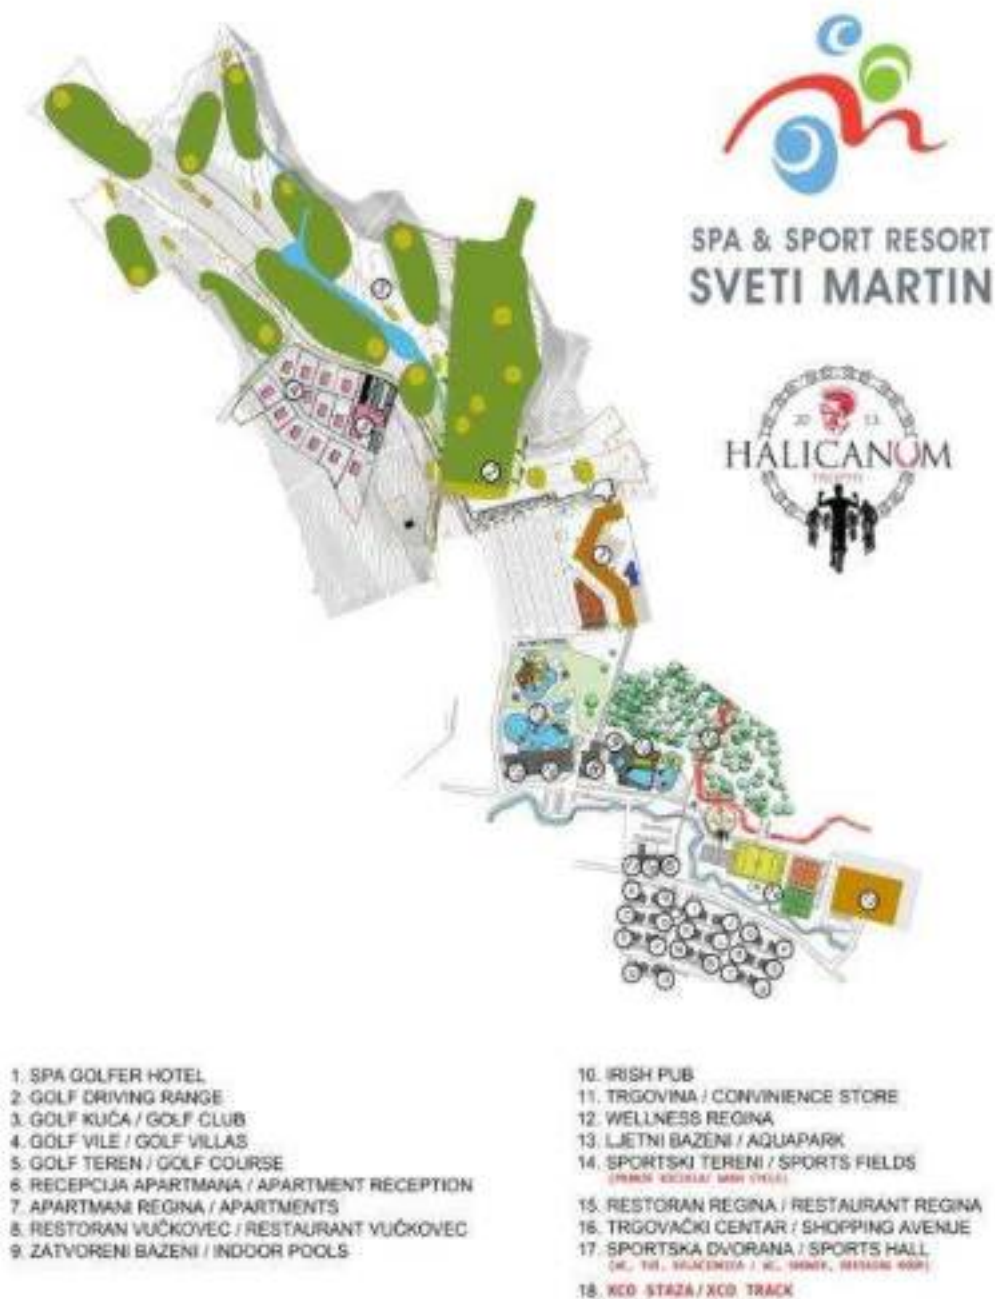 SPA & SPORT RESORT
SVETI MARTIN
20 13
HALICANUM
TROPHY
1. SPA GOLFER HOTEL
2. GOLF DRIVING RANGE
3. GOLF KUĆA / GOLF CLUB
4. GOLF VILE / GOLF VILLAS
5. GOLF TEREN / GOLF COURSE
6. RECEPCIJA APARTMANA / APARTMENT RECEPTION
7. APARTMANI REGINA / APARTMENTS
8. RESTORAN VUČKOVEC / RESTAURANT VUČKOVEC
9. ZATVORENI BAZENI / INDOOR POOLS
10. IRISH PUB
11. TRGOVINA / CONVINIENCE STORE
12. WELLNESS REGINA
13. LJETNI BAZENI / AQUAPARK
14. SPORTSKI TERENI / SPORTS FIELDS
15. RESTORAN REGINA / RESTAURANT REGINA
16. TRGOVAČKI CENTAR / SHOPPING AVENUE
17. SPORTSKA DVORANA / SPORTS HALL
18. XCO STAZA / XCO TRACK